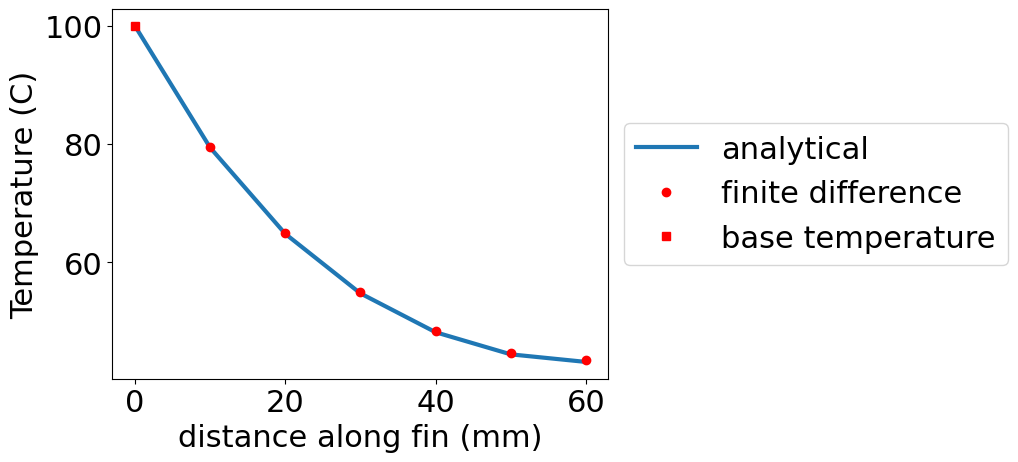 100
80
60
Temperature (C)
0 20 40 60
distance along fin (mm)
analytical
finite difference
base temperature